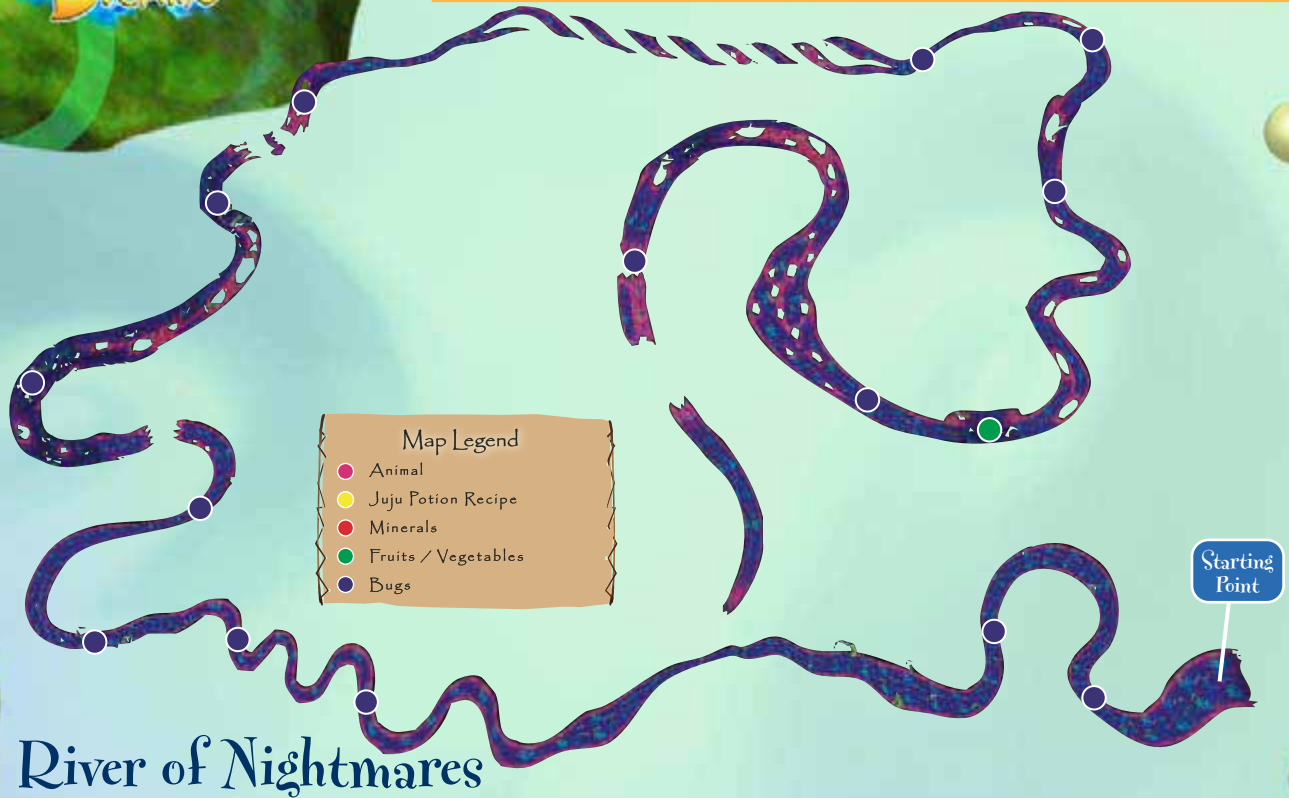 Map Legend
Animal
Juju Potion Recipe
Minerals
Fruits / Vegetables
Bugs
Starting
Point
River of Nightmares